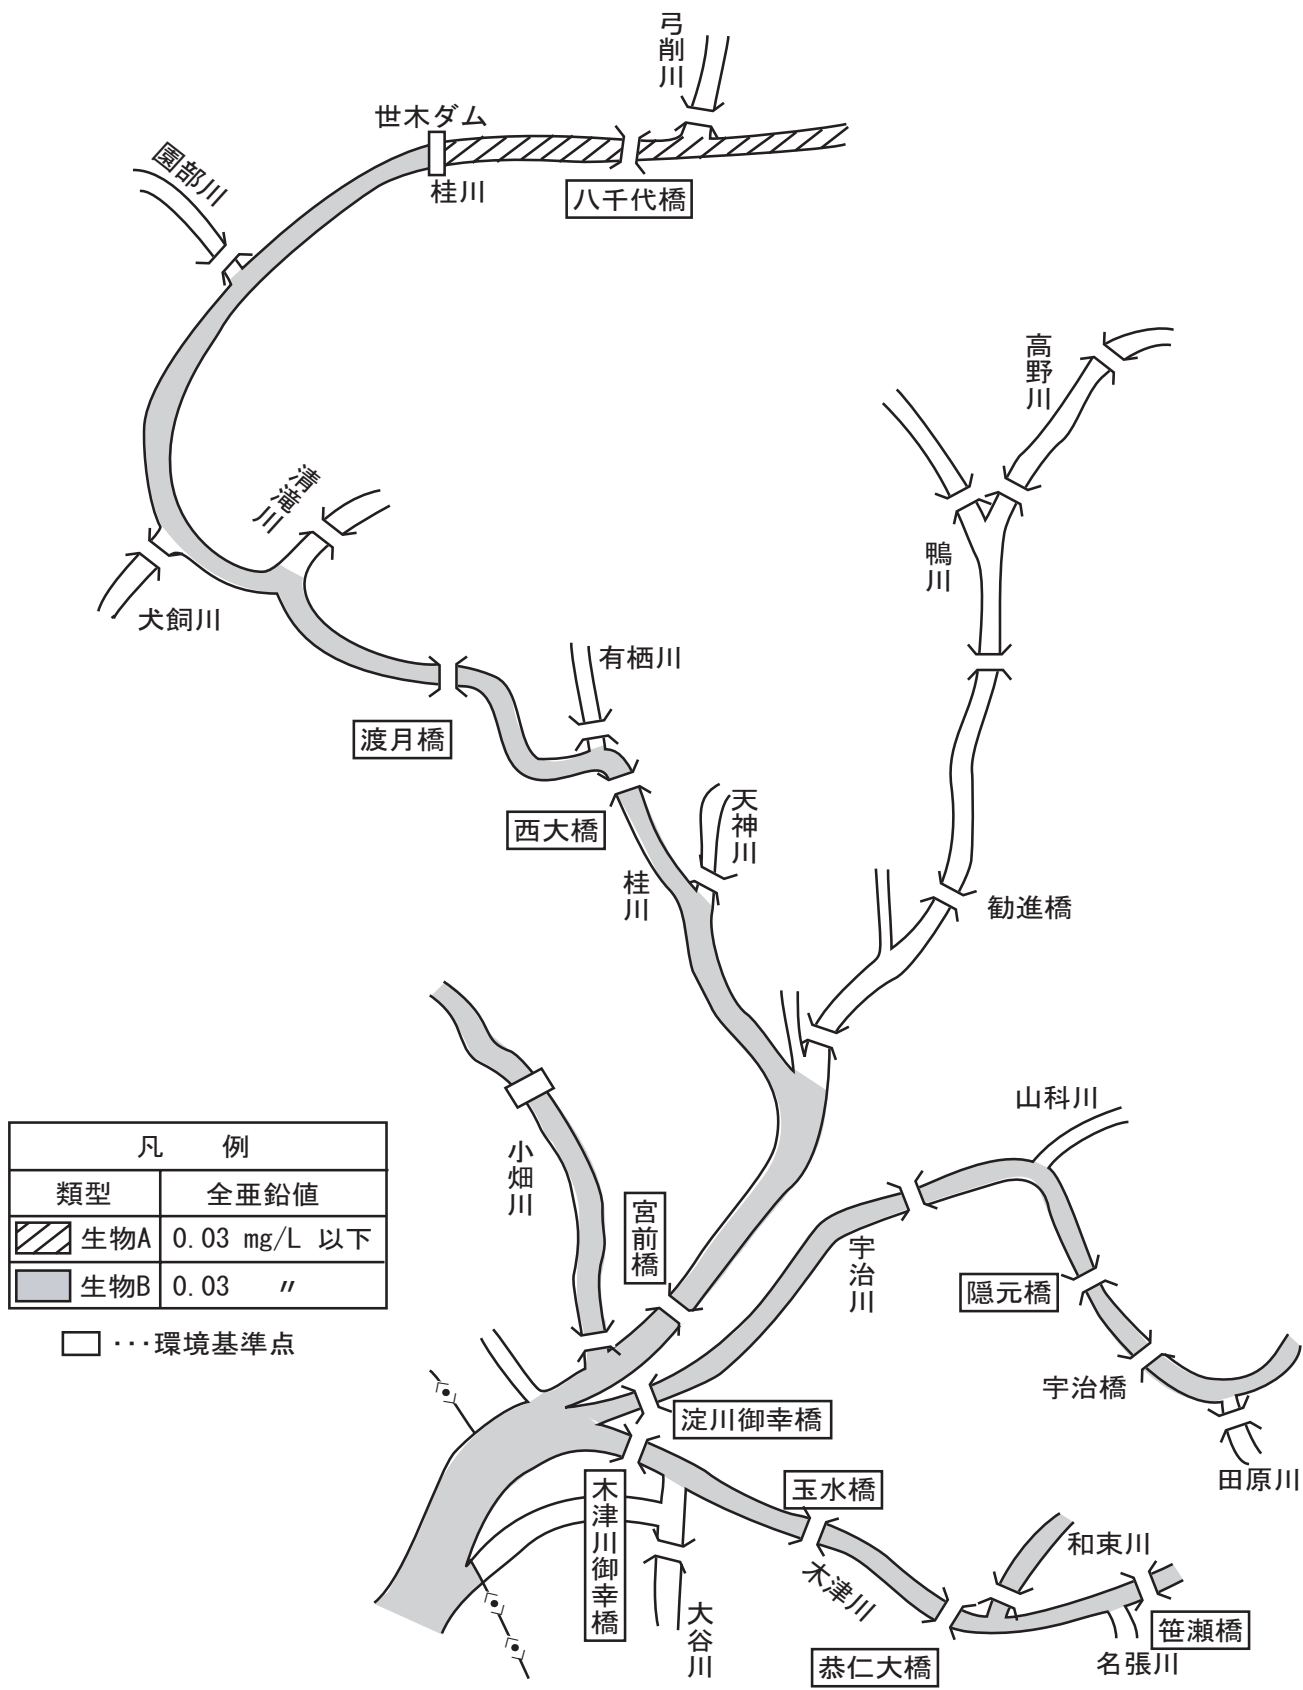 弓削川
世木ダム
園部川
桂川
八千代橋
高野川
清滝川
鴨川
犬飼川
有栖川
渡月橋
天神川
西大橋
桂川
勧進橋
山科川
小畑川
凡　例
類型　全亜鉛値
生物A　0.03 mg/L 以下
生物B　0.03　〃
□ ･･･環境基準点
宮前橋
宇治川
隠元橋
宇治橋
淀川御幸橋
田原川
玉水橋
木津川御幸橋
和束川
木津川
大谷川
笹瀬橋
恭仁大橋
名張川